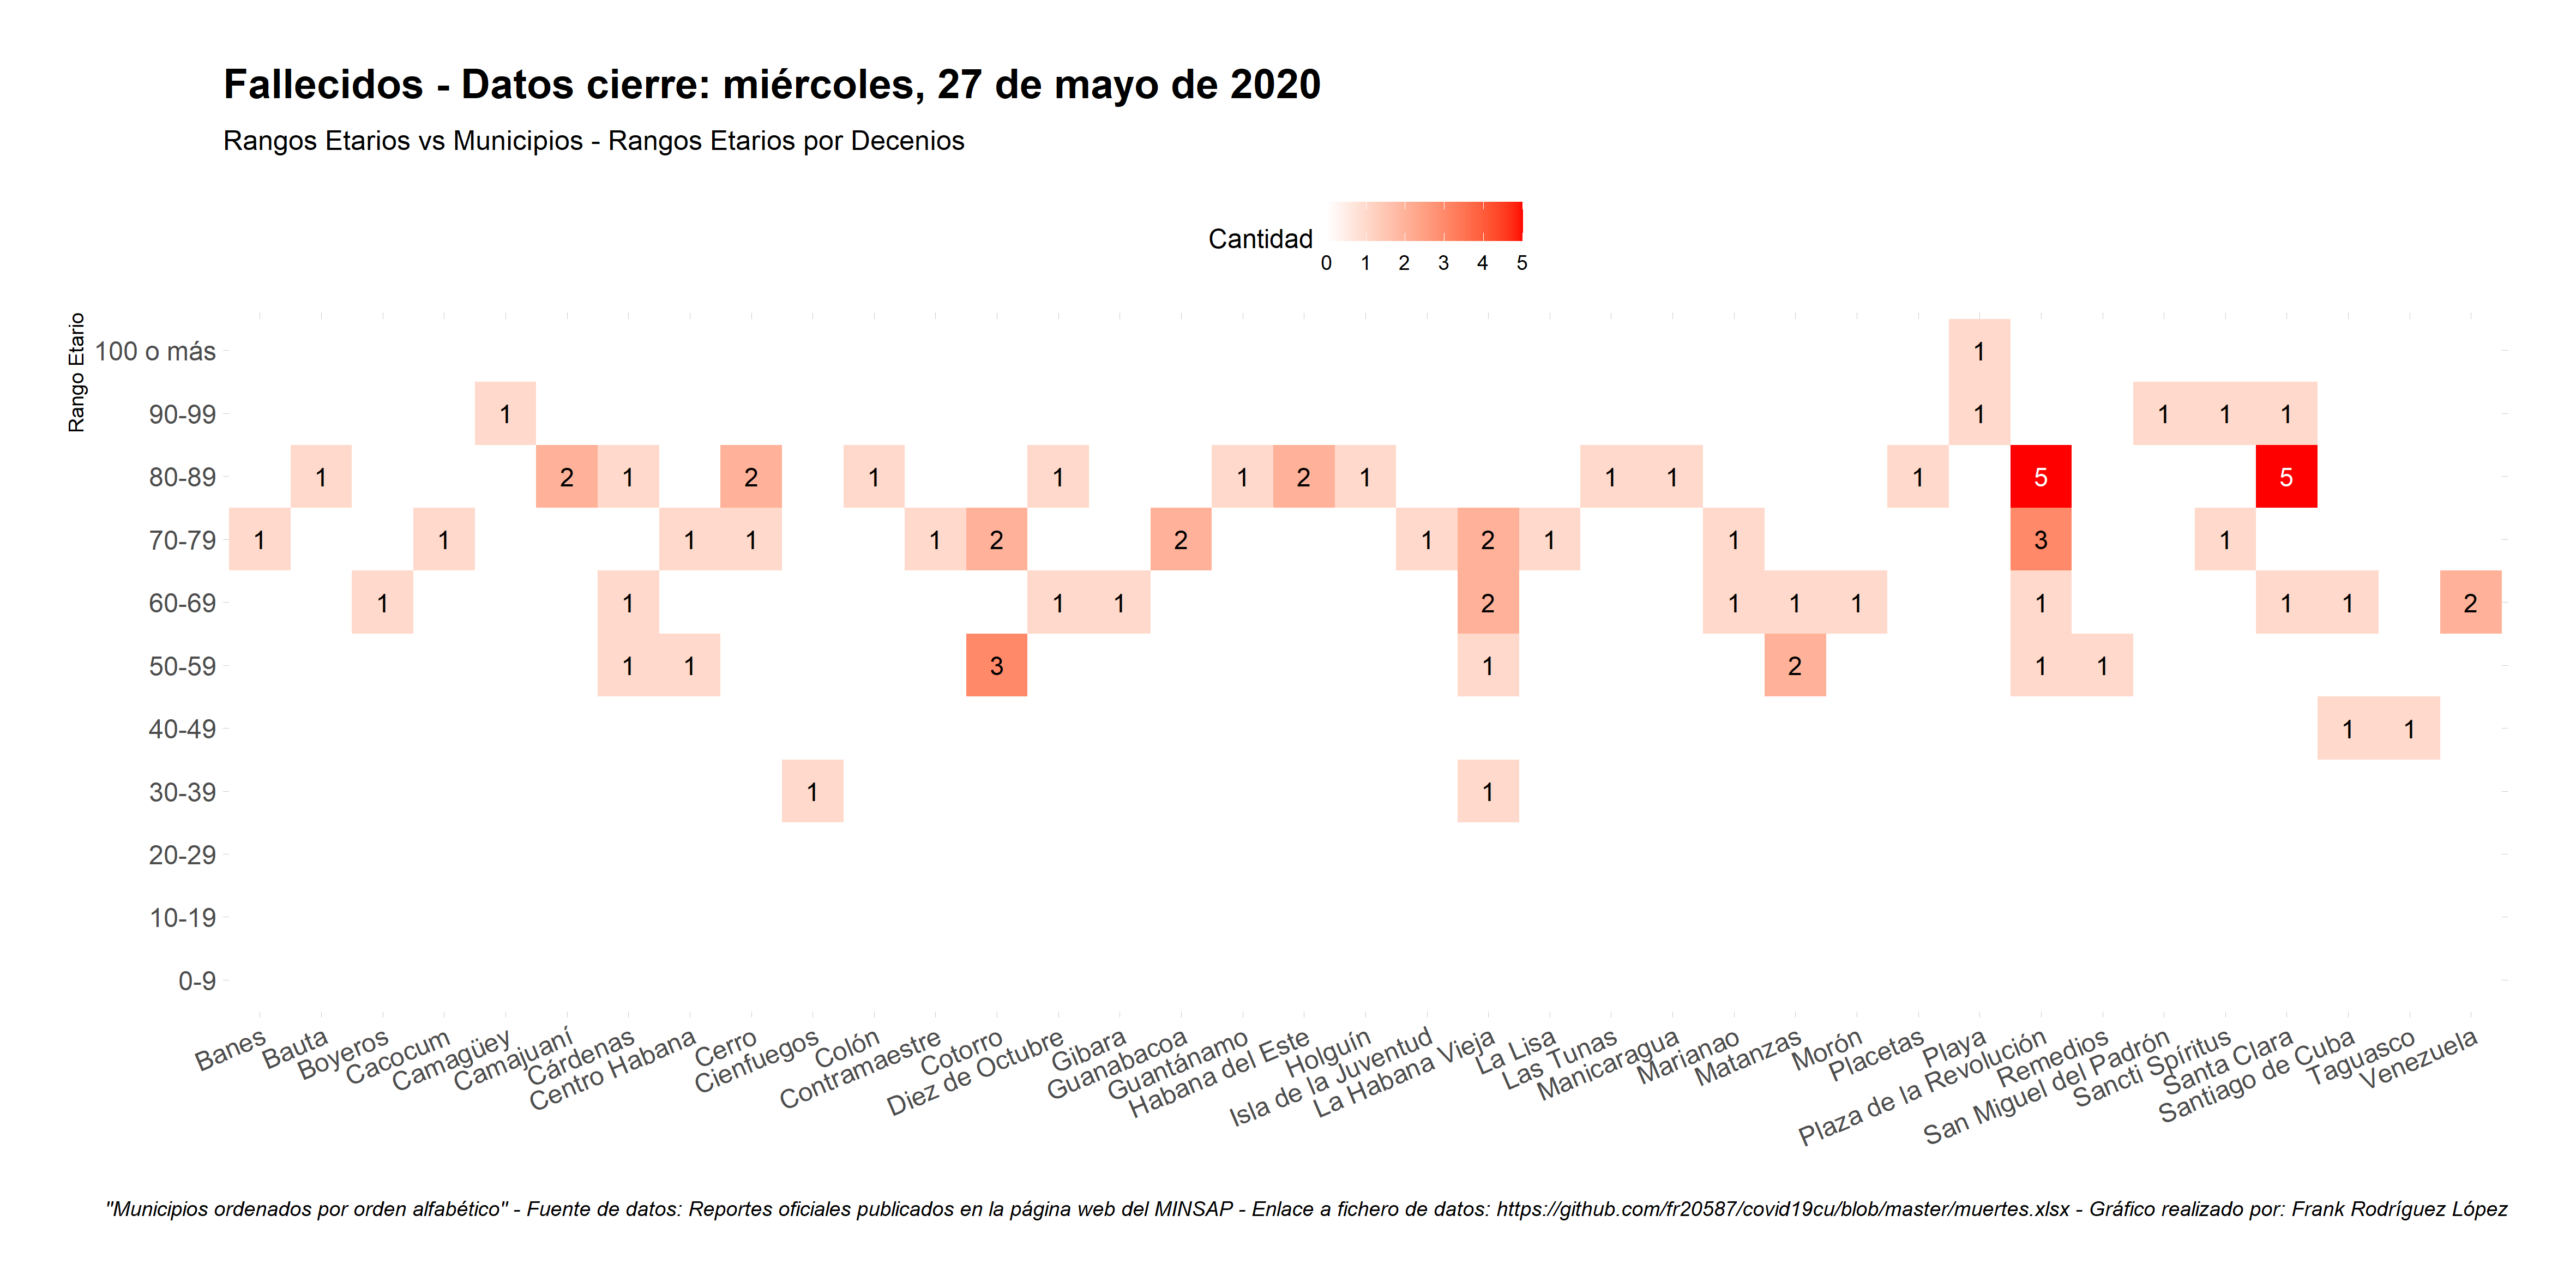 Fallecidos - Datos cierre: miércoles, 27 de mayo de 2020
Rangos Etarios vs Municipios - Rangos Etarios por Decenios
Cantidad
0 1 2 3 4 5
Rango Etario
100 o más 1
90-99 1 1 1 1 1
80-89 1 2 1 2 1 1 1 2 1 1 1 1 5 5
70-79 1 1 1 1 1 2 2 1 2 1 1 3 1
60-69 1 1 1 1 2 1 1 1 1 1 1 2
50-59 1 1 3 1 2 1 1
40-49 1 1
30-39 1 1
20-29
10-19
0-9
Banes
Bauta
Boyeros
Cacocum
Camagüey
Camajuaní
Cárdenas
Centro Habana
Cerro
Cienfuegos
Colón
Contramaestre
Cotorro
Diez de Octubre
Gibara
Guanabacoa
Guantánamo
Habana del Este
Holguín
Isla de la Juventud
La Habana Vieja
La Lisa
Las Tunas
Manicaragua
Marianao
Matanzas
Morón
Placetas
Playa
Plaza de la Revolución
Remedios
San Miguel del Padrón
Sancti Spíritus
Santa Clara
Santiago de Cuba
Taguasco
Venezuela
"Municipios ordenados por orden alfabético" - Fuente de datos: Reportes oficiales publicados en la página web del MINSAP - Enlace a fichero de datos: https://github.com/fr20587/covid19cu/blob/master/muertes.xlsx - Gráfico realizado por: Frank Rodríguez López